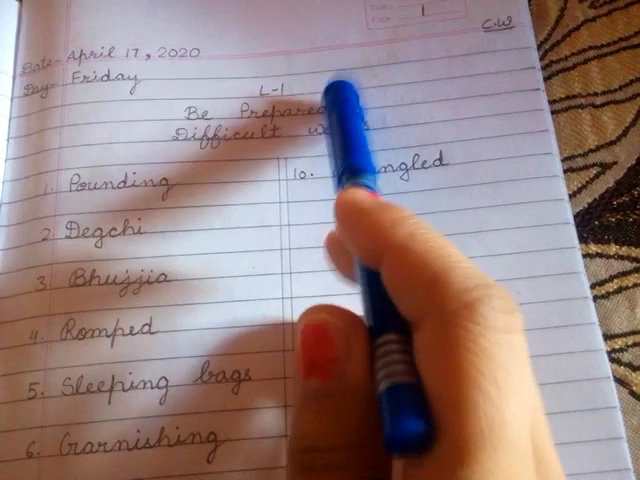 1
C.W
Date- April 17, 2020
Day= Friday
L-1
Be Prepared
Difficult
1. Pounding
2. Degchi
3. Bhujjia
4. Romped
5. Sleeping bags
6. Garnishing
10.